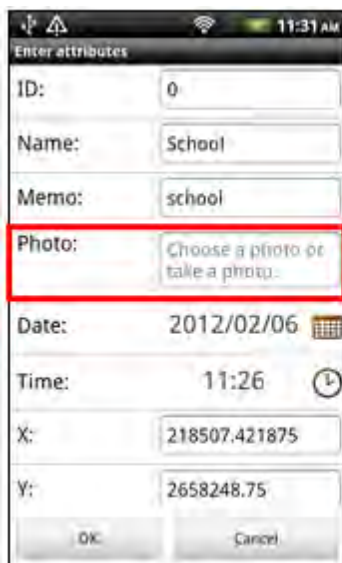 11:31 AM
Enter attributes
ID: 0
Name: School
Memo: school
Photo: Choose a photo or
take a photo.
Date: 2012/02/06
Time: 11:26
X: 218507.421875
Y: 2658248.75
OK Cancel